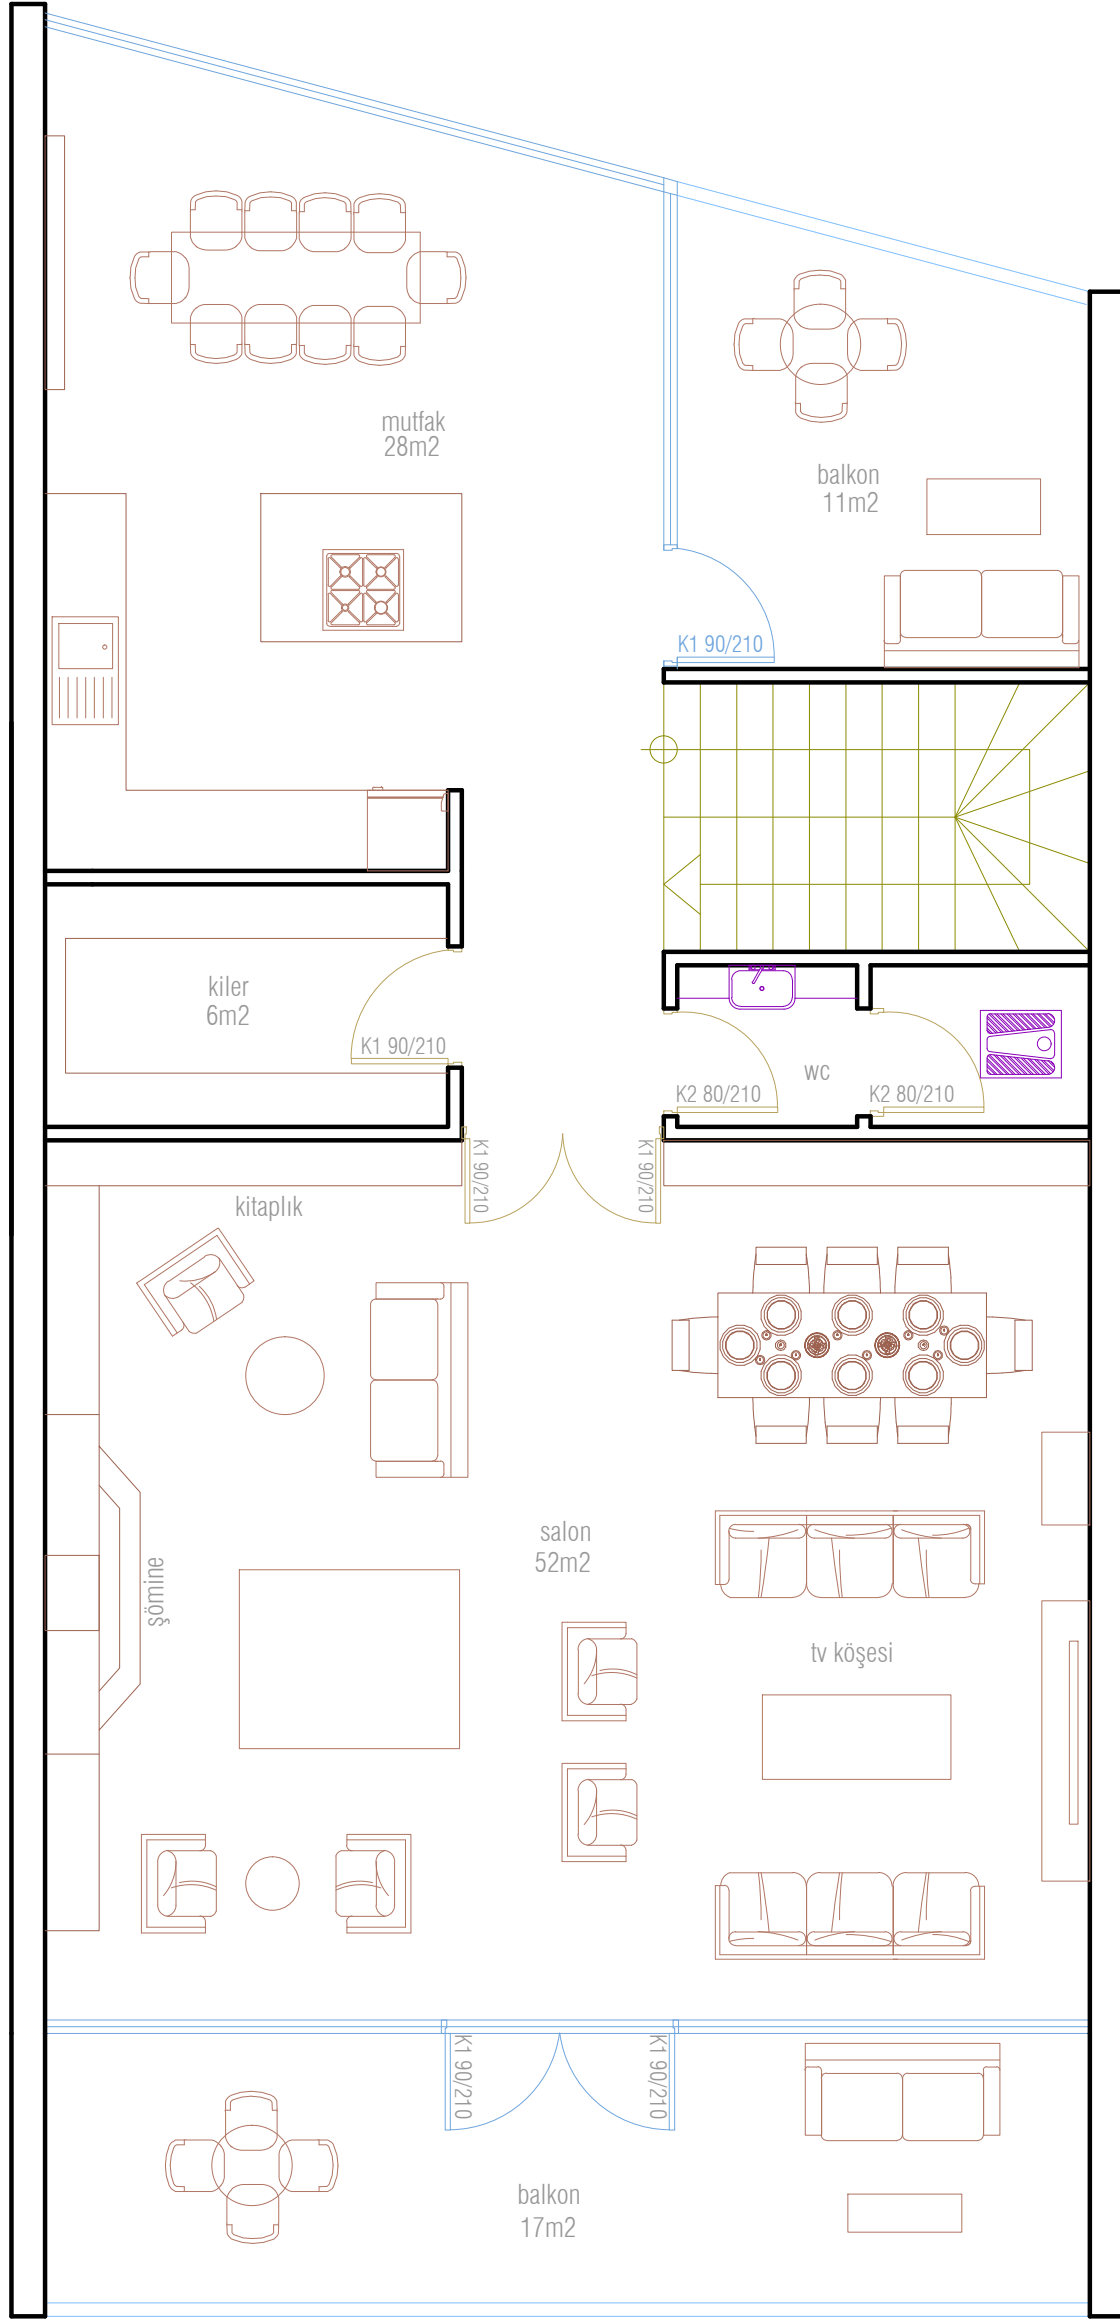 mutfak
28m2
balkon
11m2
K1 90/210
kiler
6m2
K1 90/210
wc
K2 80/210
K2 80/210
K1 90/210
K1 90/210
kitaplık
salon
52m2
şömine
tv köşesi
K1 90/210
K1 90/210
balkon
17m2